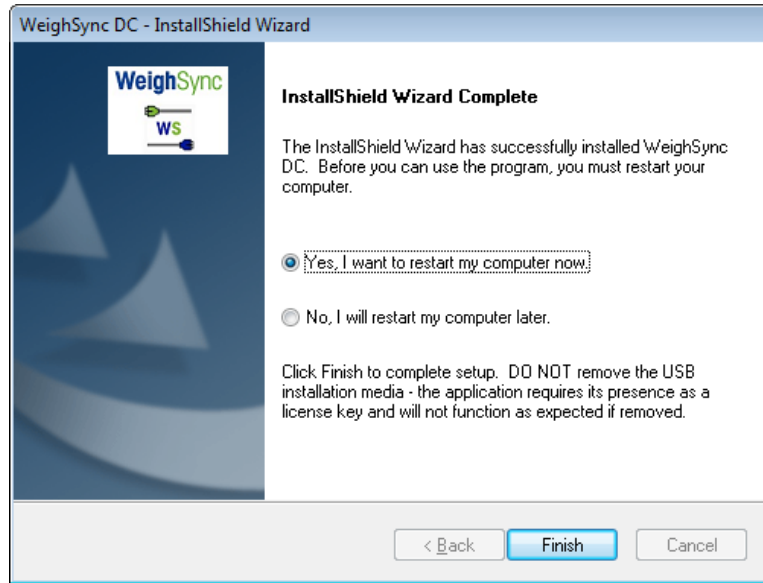 WeighSync DC - InstallShield Wizard
WeighSync
WS
InstallShield Wizard Complete
The InstallShield Wizard has successfully installed WeighSync
DC.  Before you can use the program, you must restart your
computer.
Yes, I want to restart my computer now.
No, I will restart my computer later.
Click Finish to complete setup.  DO NOT remove the USB
installation media - the application requires its presence as a
license key and will not function as expected if removed.
< Back
Finish
Cancel